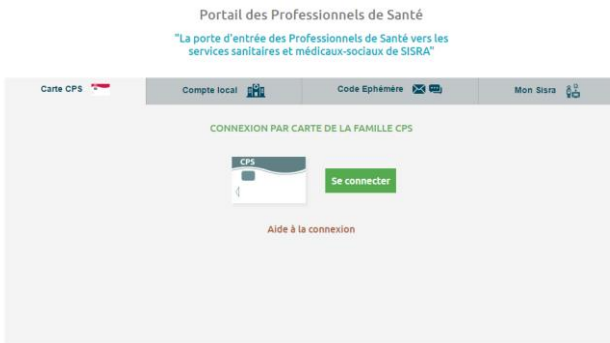 Portail des Professionnels de Santé
"La porte d'entrée des Professionnels de Santé vers les
services sanitaires et médicaux-sociaux de SISRA"
Carte CPS
Compte local
Code Ephémère
Mon Sisra
CONNEXION PAR CARTE DE LA FAMILLE CPS
CPS
Se connecter
Aide à la connexion